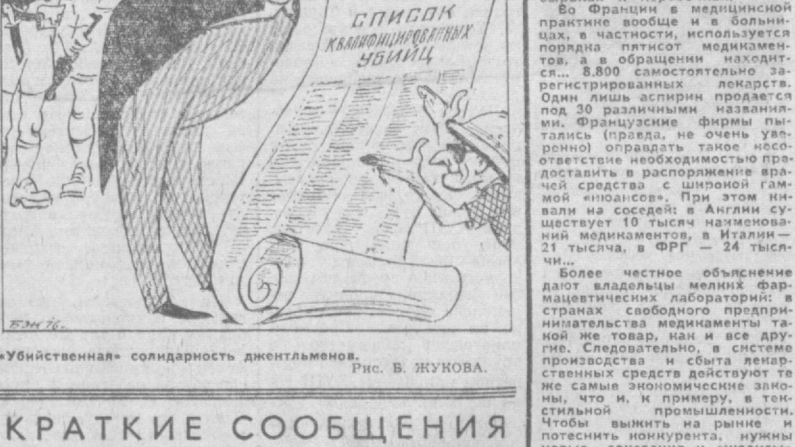 СПИСОК
КВАЛИФИЦИРОВАННЫХ
УБИЙЦ
БЭЖ 76.
«Убийственная» солидарность джентльменов.
Рис. Б. ЖУКОВА.
КРАТКИЕ СООБЩЕНИЯ
Во Франции в медицинской
практике вообще и в больни-
цах, в частности, используется
порядка пятисот медикамен-
тов, а в обращении находит-
ся... 8.800 самостоятельно за-
регистрированных лекарств.
Один лишь аспирин продается
под 30 различными названия-
ми. Французские фирмы пы-
тались (правда, не очень уве-
ренно) оправдать такое несо-
ответствие необходимостью пре-
доставить в распоряжение вра-
чей средства с широкой гам-
мой «нюансов». При этом ки-
вали на соседей: в Англии су-
ществует 10 тысяч наименова-
ний медикаментов, в Италии —
21 тысяча, в ФРГ — 24 тыся-
чи...
Более честное объяснение
дают владельцы мелких фар-
мацевтических лабораторий: в
странах свободного предпри-
нимательства медикаменты та-
кой же товар, как и все дру-
гие. Следовательно, в системе
производства и сбыта лекар-
ственных средств действуют те
же самые экономические зако-
ны, что и, к примеру, в тек-
стильной промышленности.
Чтобы выжить на рынке и
потеснить конкурента, нужны